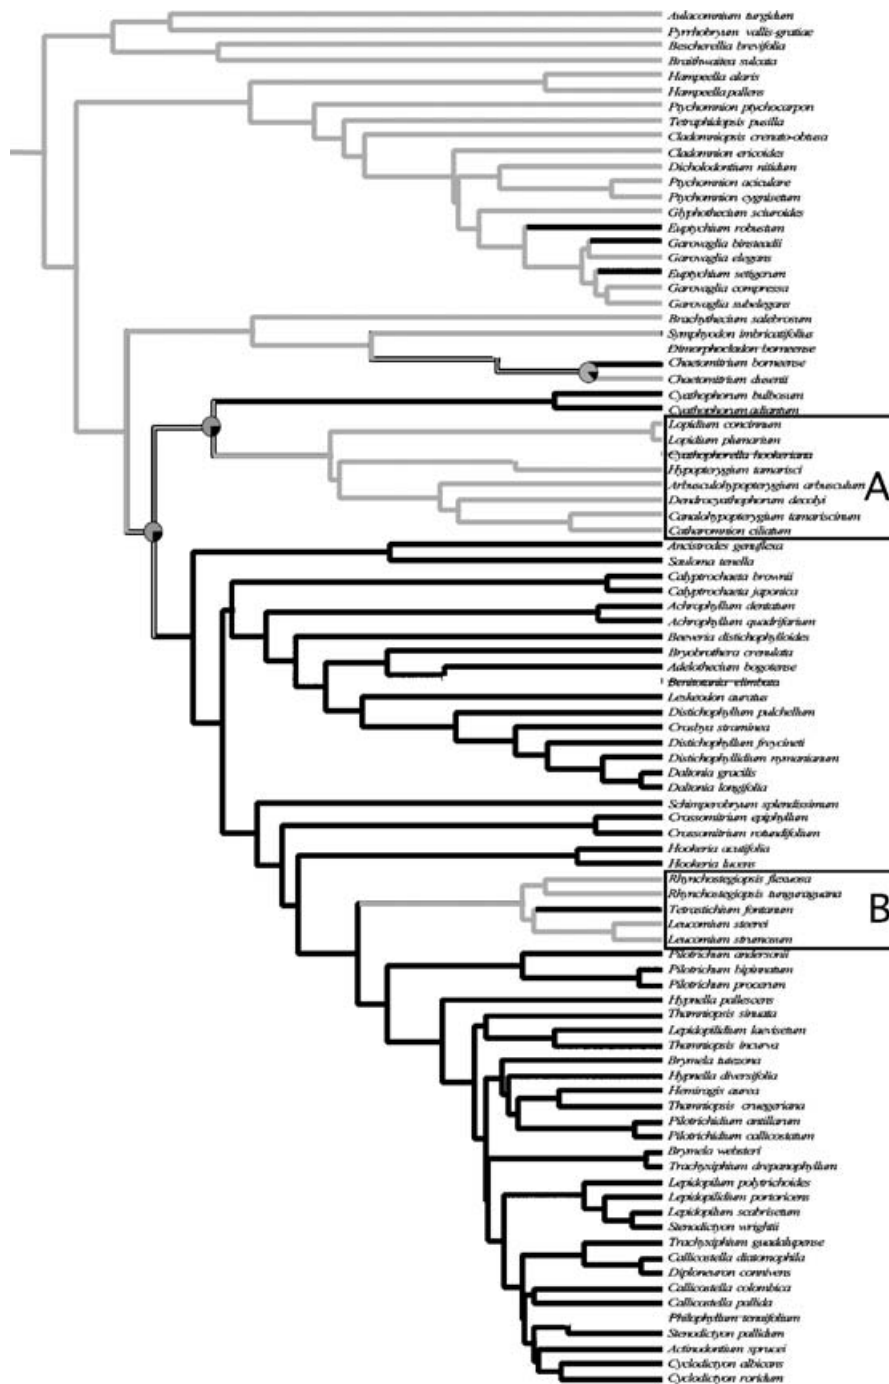 Aulacomnium turgidum
Pyrrhobryum vallis-gratiae
Bescherellia brevifolia
Braithwaitea sulcata
Hampeella alaris
Hampeella pallens
Ptychomnion ptychocarpon
Tetraphidopsis pusilla
Cladomniopsis crenato-obtusa
Cladomnion ericoides
Dicholodontium nitidum
Ptychomnion aciculare
Ptychomnion cygnisetum
Glyphothecium sciuroides
Euptychium robustum
Garovaglia binsteadii
Garovaglia elegans
Euptychium setigerum
Garovaglia compressa
Garovaglia subelegans
Brachythecium salebrosum
Symphyodon imbricatifolius
Dimorphocladon borneense
Chaetomitrium borneense
Chaetomitrium dusenii
Cyathophorum bulbosum
Cyathophorum adiantum
Lopidium concinnum
Lopidium plumarium
Cyathophorella hookeriana
Hypopterygium tamarisci
Arbusculohypopterygium arbusculum
Dendrocyathophorum decolyi
Canalohypopterygium tamariscinum
Catharomnion ciliatum
A
Ancistrodes genuflexa
Sauloma tenella
Calyptrochaeta brownii
Calyptrochaeta japonica
Achrophyllum dentatum
Achrophyllum quadrifarium
Beeveria distichophylloides
Bryobrothera crenulata
Adelothecium bogotense
Benitotania elimbata
Leskeodon auratus
Distichophyllum pulchellum
Crosbya straminea
Distichophyllum freycineti
Distichophyllidium nymanianum
Daltonia gracilis
Daltonia longifolia
Schimperobryum splendissimum
Crossomitrium epiphyllum
Crossomitrium rotundifolium
Hookeria acutifolia
Hookeria lucens
Rhynchostegiopsis flexuosa
Rhynchostegiopsis tunguraguana
Tetrastichium fontanum
Leucomium steerei
Leucomium strumosum
B
Pilotrichum andersonii
Pilotrichum bipinnatum
Pilotrichum procerum
Hypnella pallescens
Thamniopsis sinuata
Lepidopilidium laevisetum
Thamniopsis incurva
Brymela tutezona
Hypnella diversifolia
Hemiragis aurea
Thamniopsis cruegeriana
Pilotrichidium antillarum
Pilotrichidium callicostatum
Brymela websteri
Trachyxiphium drepanophyllum
Lepidopilum polytrichoides
Lepidopilidium portoricens
Lepidopilum scabrisetum
Stenodictyon wrightii
Trachyxiphium guadalupense
Callicostella diatomophila
Diploneuron connivens
Callicostella colombica
Callicostella pallida
Philophyllum tenuifolium
Stenodictyon pallidum
Actinodontium sprucei
Cyclodictyon albicans
Cyclodictyon roridum